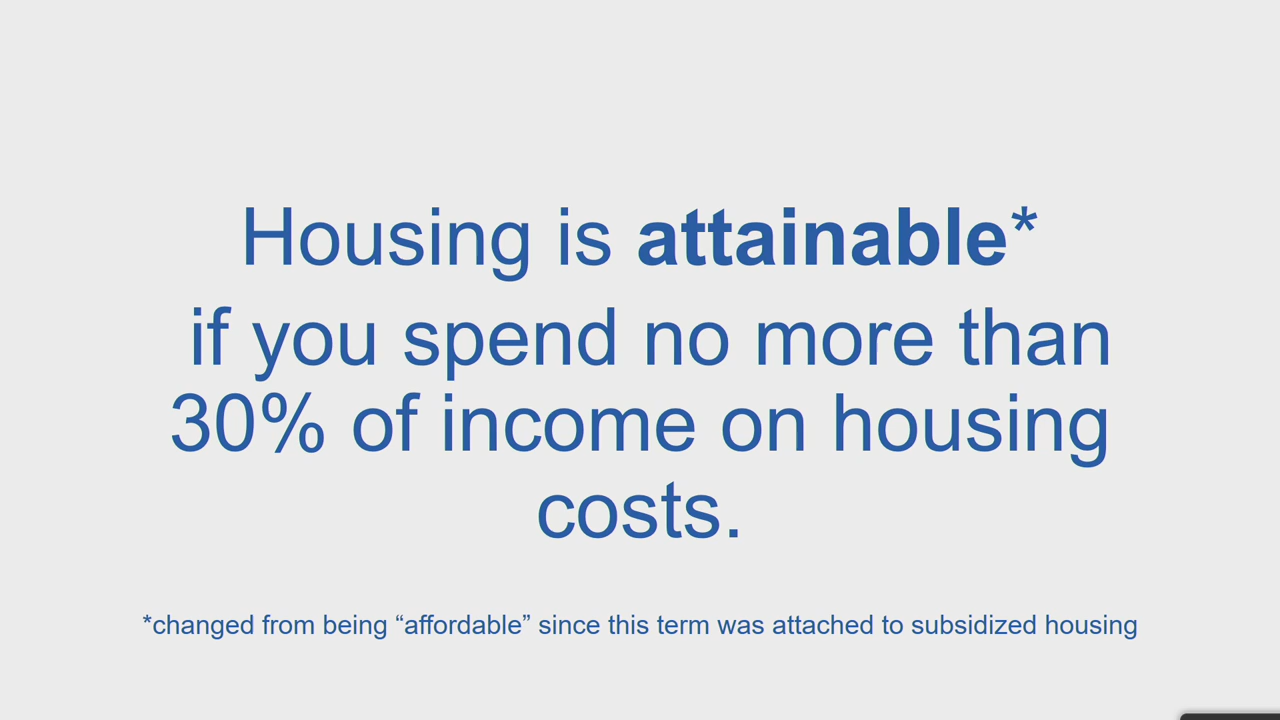 Housing is attainable*
if you spend no more than
30% of income on housing
costs.
*changed from being “affordable” since this term was attached to subsidized housing